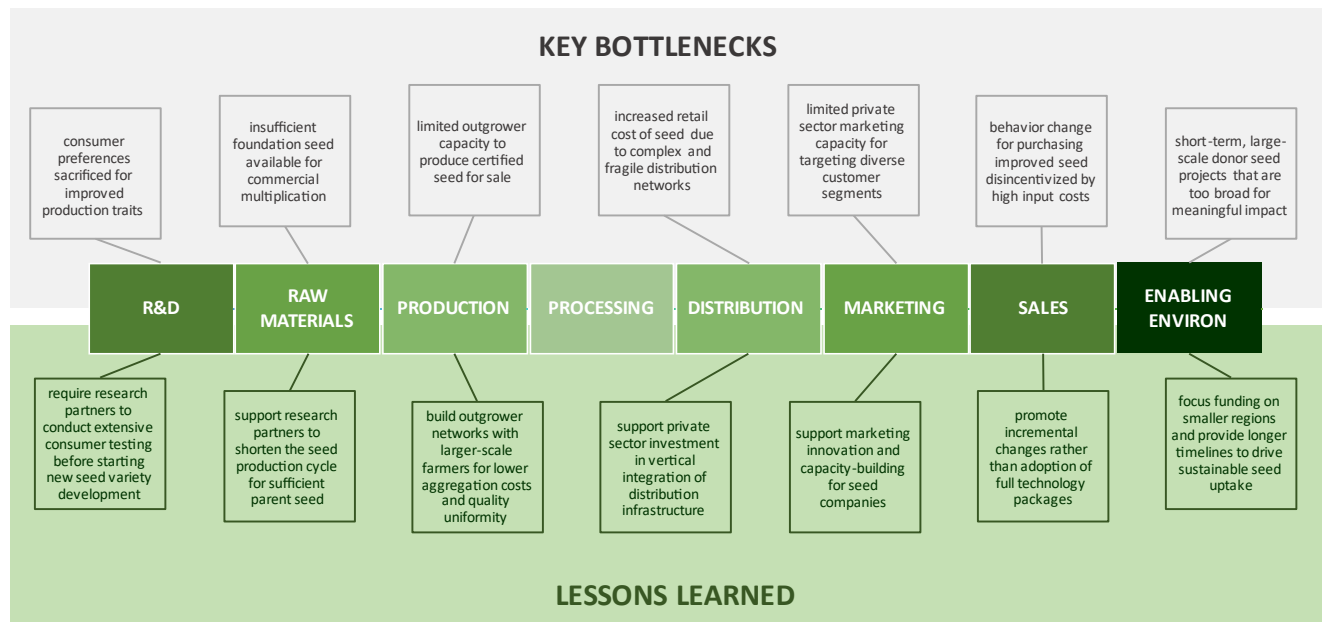 KEY BOTTLENECKS
consumer
preferences
sacrificed for
improved
production traits
insufficient
foundation seed
available for
commercial
multiplication
limited outgrower
capacity to
produce certified
seed for sale
increased retail
cost of seed due
to complex and
fragile distribution
networks
limited private
sector marketing
capacity for
targeting diverse
customer
segments
behavior change
for purchasing
improved seed
disincentivized by
high input costs
short-term, large-
scale donor seed
projects that are
too broad for
meaningful impact
R&D
RAW
MATERIALS
PRODUCTION
PROCESSING
DISTRIBUTION
MARKETING
SALES
ENABLING
ENVIRON
require research
partners to
conduct extensive
consumer testing
before starting
new seed variety
development
support research
partners to
shorten the seed
production cycle
for sufficient
parent seed
build outgrower
networks with
larger-scale
farmers for lower
aggregation costs
and quality
uniformity
support private
sector investment
in vertical
integration of
distribution
infrastructure
support marketing
innovation and
capacity-building
for seed
companies
promote
incremental
changes rather
than adoption of
full technology
packages
focus funding on
smaller regions
and provide longer
timelines to drive
sustainable seed
uptake
LESSONS LEARNED